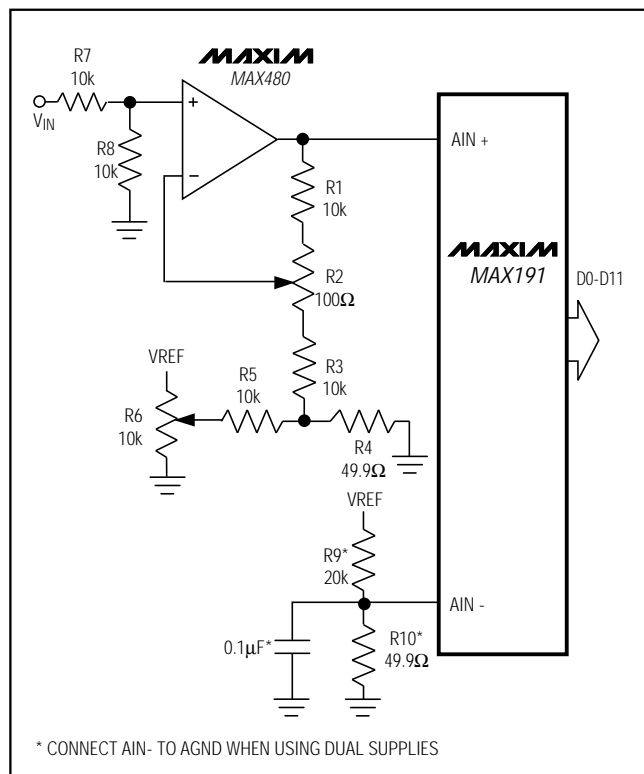 R7
10k
MAXIM
MAX480
VIN
+
R8
10k
−
AIN +
R1
10k
MAXIM
MAX191
D0-D11
R2
100Ω
VREF
R3
10k
R5
10k
R6
10k
R4
49.9Ω
VREF
R9*
20k
AIN -
0.1µF*
R10*
49.9Ω
* CONNECT AIN- TO AGND WHEN USING DUAL SUPPLIES